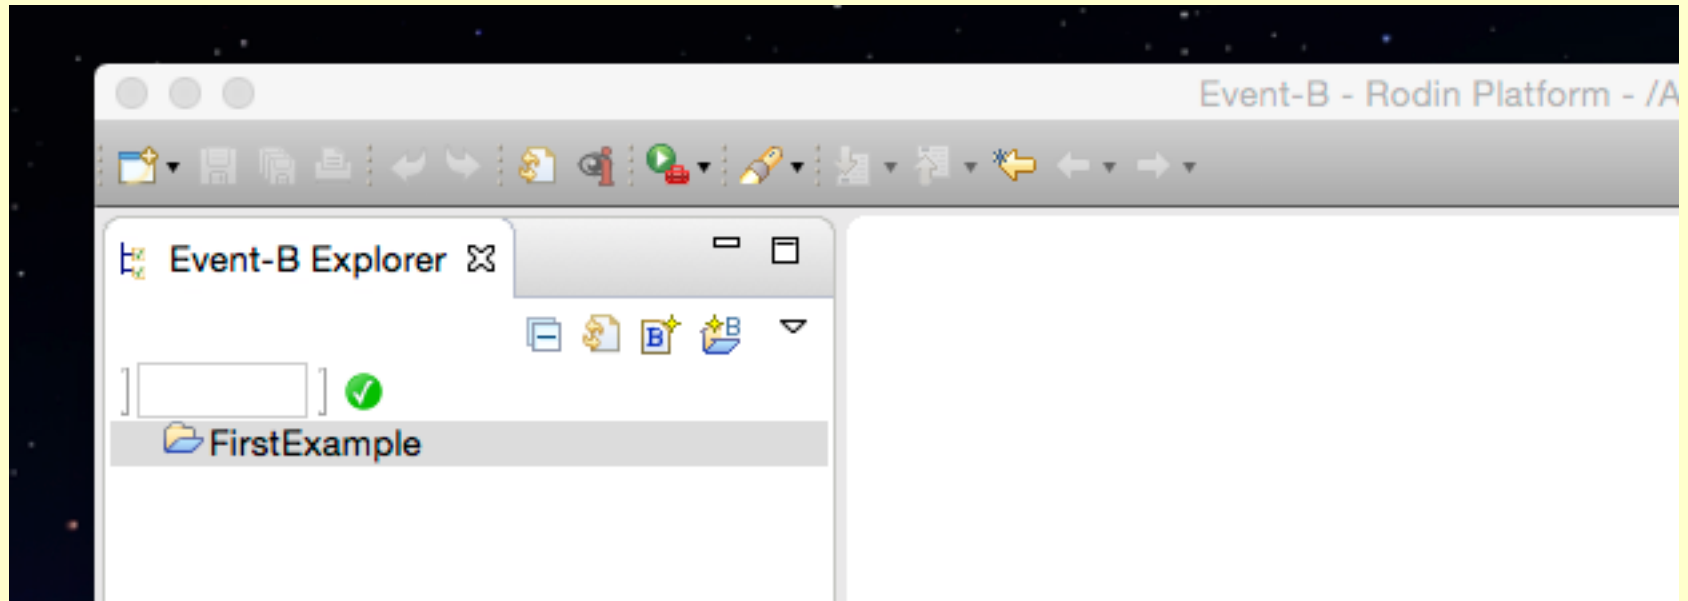 Event-B - Rodin Platform - /A
Event-B Explorer
FirstExample